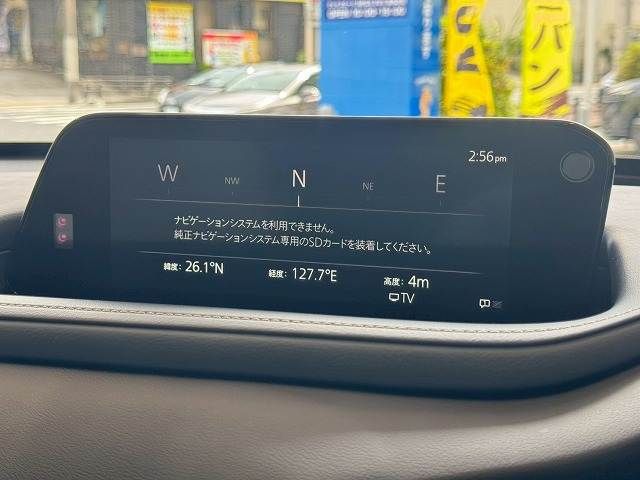 2:56pm
W NW N NE E
ナビゲーションシステムを利用できません。
純正ナビゲーションシステム専用のSDカードを装着してください。
緯度: 26.1°N 経度: 127.7°E 高度: 4m
TV